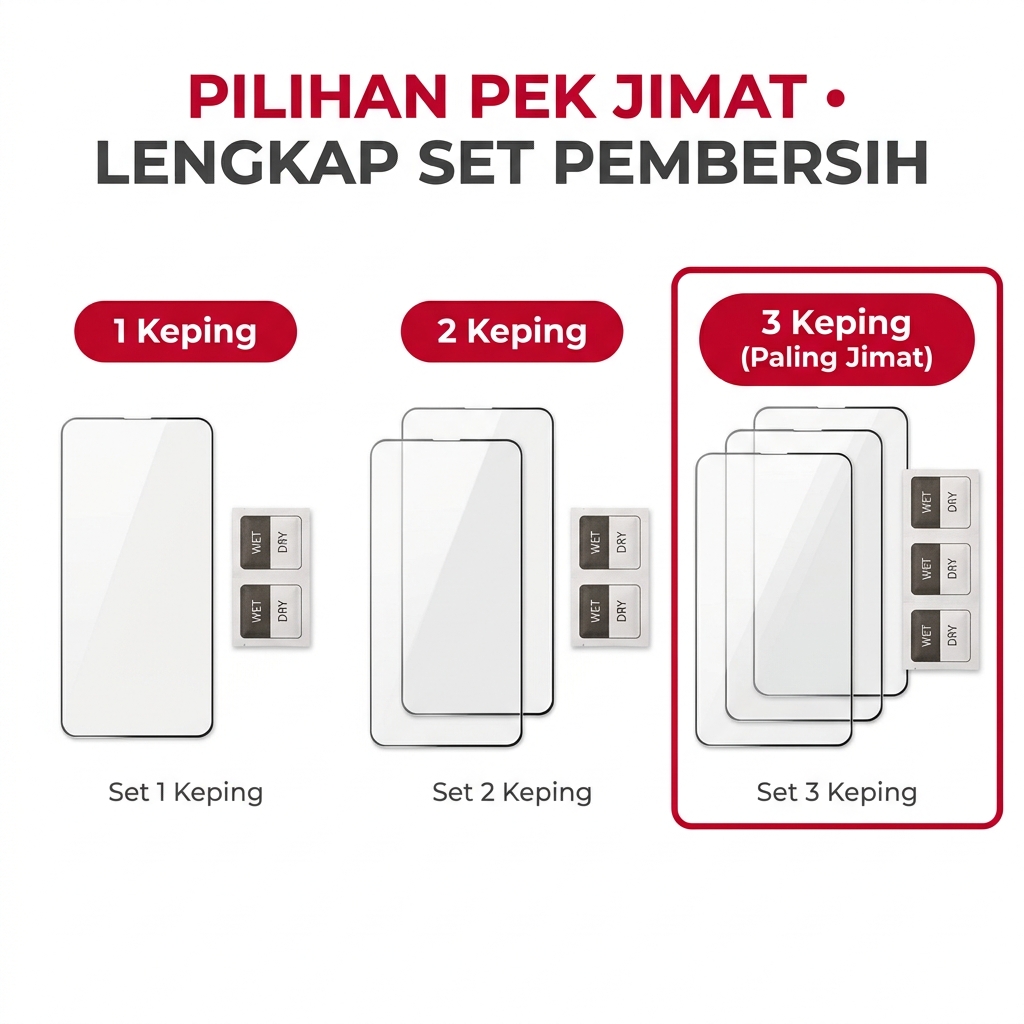 PILIHAN PEK JIMAT •
LENGKAP SET PEMBERSIH
1 Keping
2 Keping
3 Keping
(Paling Jimat)
WET DRY
WET DRY
WET DRY
WET DRY
WET DRY
WET DRY
WET DRY
Set 1 Keping
Set 2 Keping
Set 3 Keping